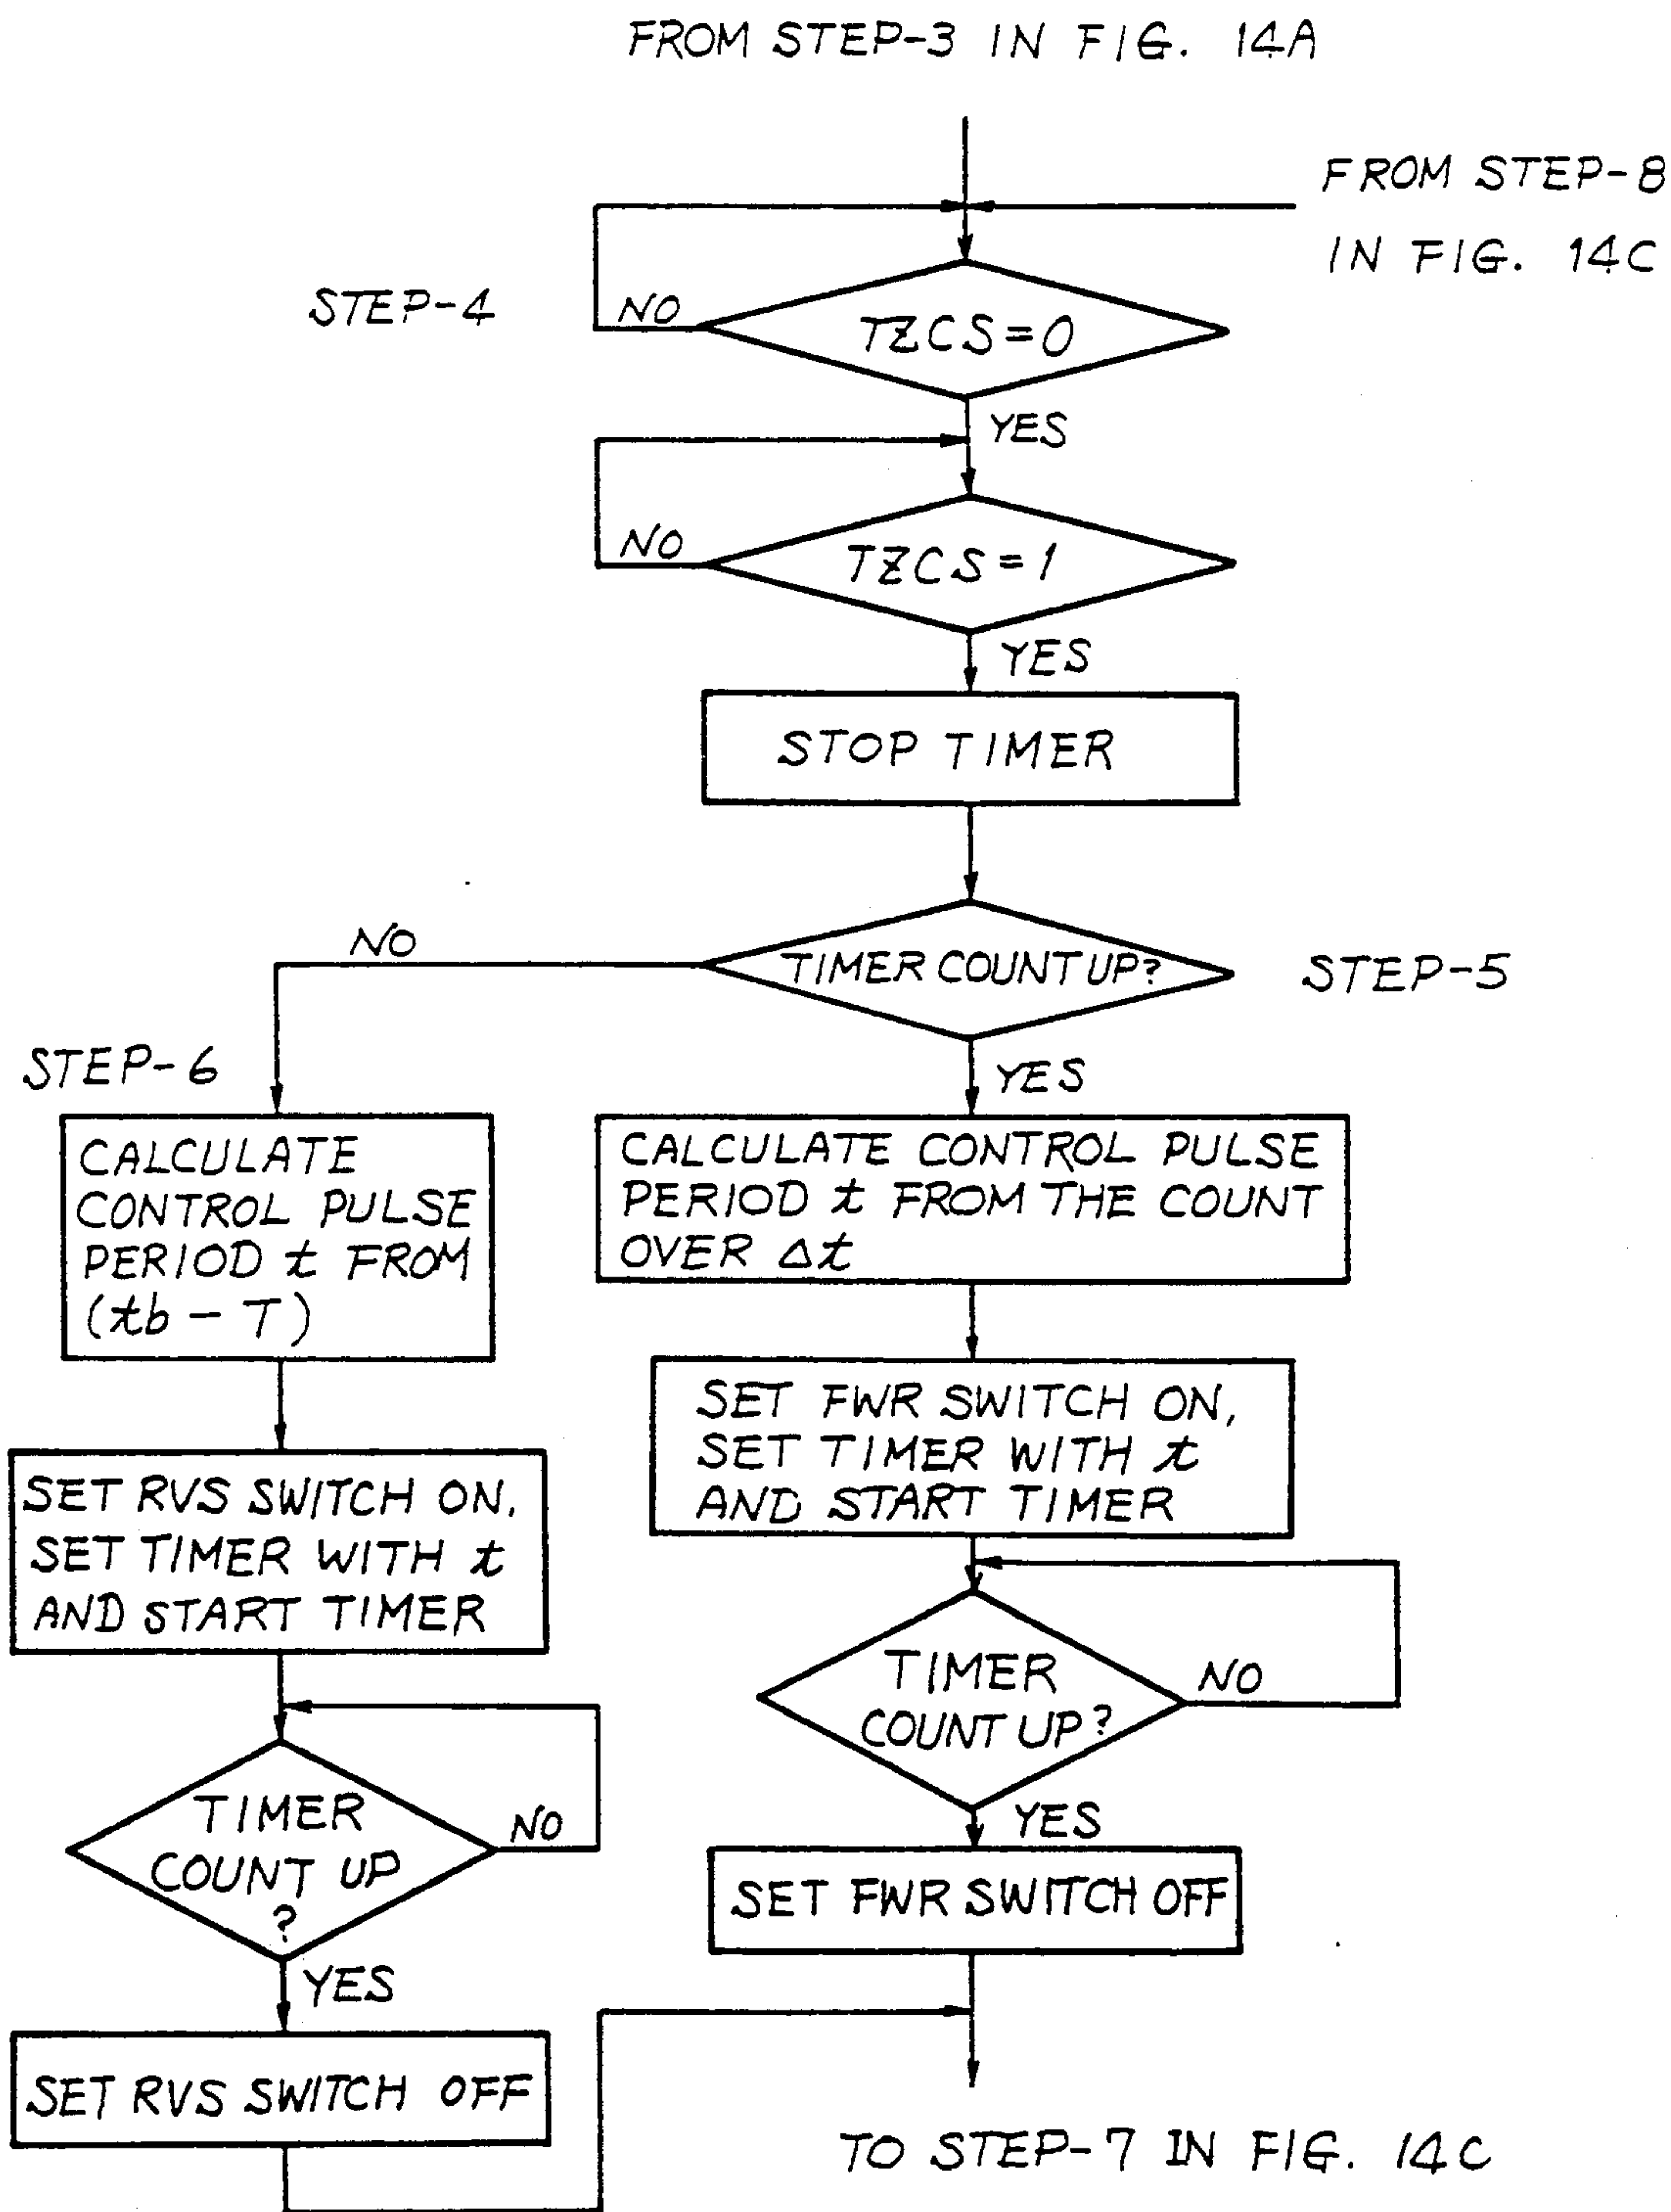 FROM STEP-3 IN FIG. 14A
FROM STEP-8
IN FIG. 14C
STEP-4
NO
TZCS=0
YES
NO
TZCS=1
YES
STOP TIMER
NO
TIMER COUNT UP?
STEP-5
STEP-6
YES
CALCULATE
CONTROL PULSE
PERIOD t FROM
(tb - T)
CALCULATE CONTROL PULSE
PERIOD t FROM THE COUNT
OVER Δt
SET FWR SWITCH ON,
SET TIMER WITH t
AND START TIMER
SET RVS SWITCH ON,
SET TIMER WITH t
AND START TIMER
TIMER
COUNT UP?
NO
YES
TIMER
COUNT UP
?
NO
YES
SET FWR SWITCH OFF
SET RVS SWITCH OFF
TO STEP-7 IN FIG. 14C